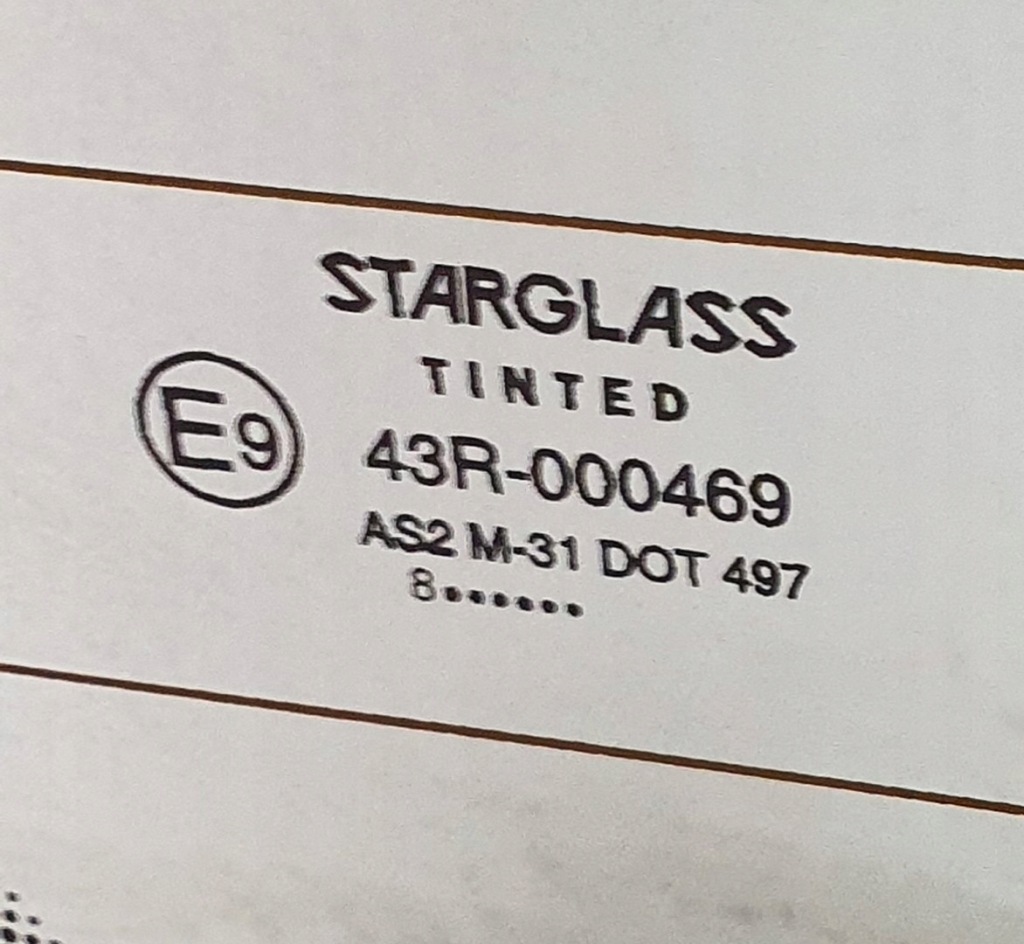 STARGLASS
TINTED
E9
43R-000469
AS2 M-31 DOT 497
8.......